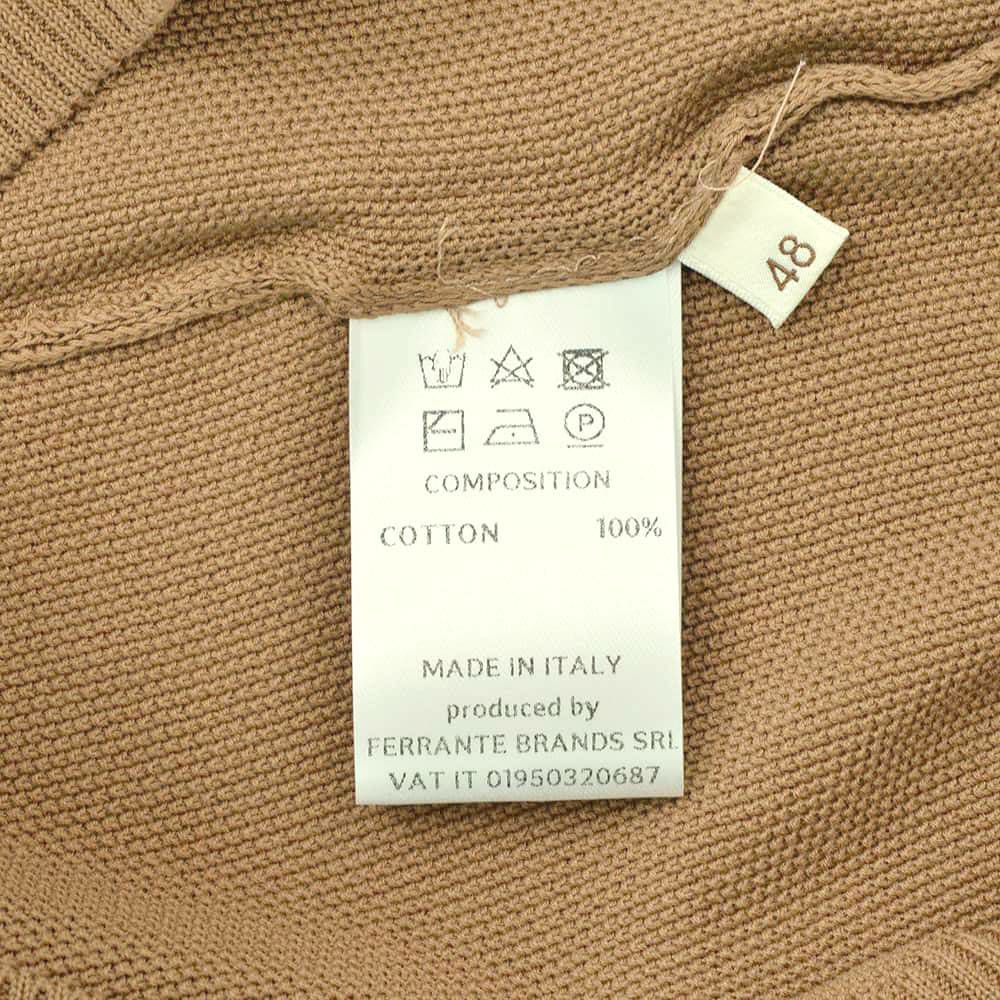 48
P
COMPOSITION
COTTON 100%
MADE IN ITALY
produced by
FERRANTE BRANDS SRL
VAT IT 01950320687